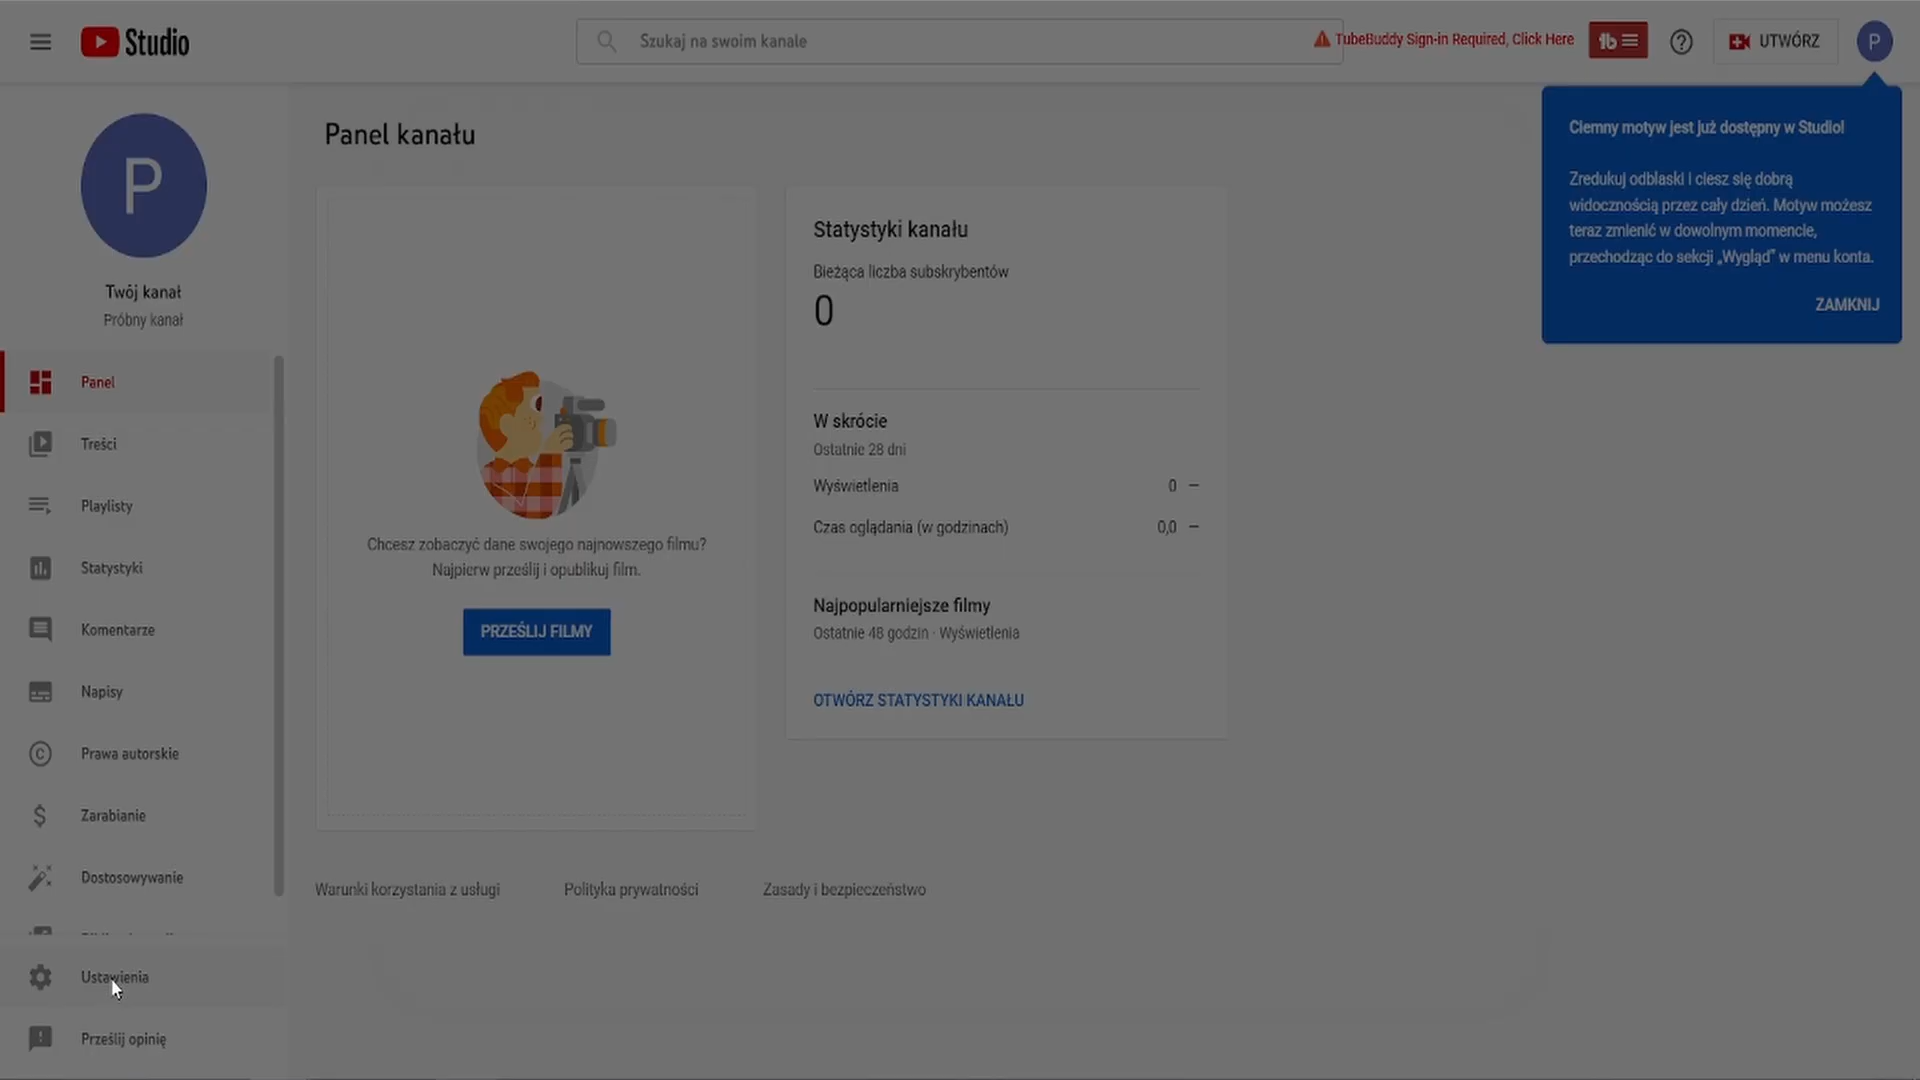 Studio
Szukaj na swoim kanale
TubeBuddy Sign-in Required, Click Here
tb
UTWÓRZ
P
Ciemny motyw jest już dostępny w Studio!
Zredukuj odblaski i ciesz się dobrą
widocznością przez cały dzień. Motyw możesz
teraz zmienić w dowolnym momencie,
przechodząc do sekcji „Wygląd” w menu konta.
ZAMKNIJ
P
Twój kanał
Próbny kanał
Panel
Treści
Playlisty
Statystyki
Komentarze
Napisy
Prawa autorskie
Zarabianie
Dostosowywanie
Ustawienia
Prześlij opinię
Panel kanału
Chcesz zobaczyć dane swojego najnowszego filmu?
Najpierw prześlij i opublikuj film.
PRZEŚLIJ FILMY
Statystyki kanału
Bieżąca liczba subskrybentów
0
W skrócie
Ostatnie 28 dni
Wyświetlenia 0 —
Czas oglądania (w godzinach) 0,0 —
Najpopularniejsze filmy
Ostatnie 48 godzin · Wyświetlenia
OTWÓRZ STATYSTYKI KANAŁU
Warunki korzystania z usługi Polityka prywatności Zasady i bezpieczeństwo